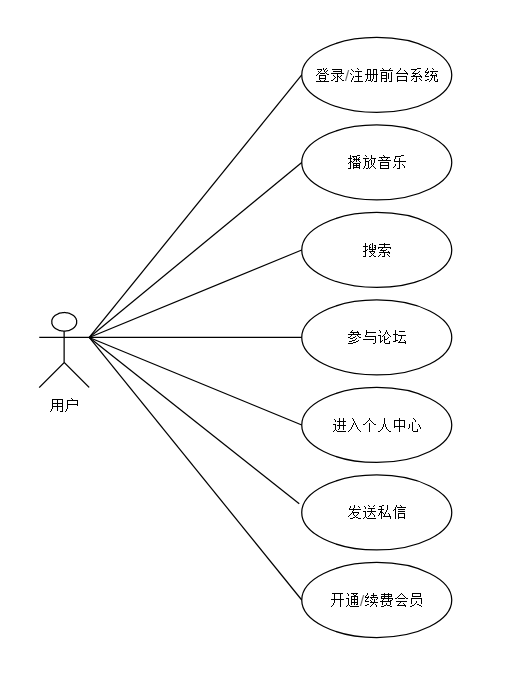 登录/注册前台系统
播放音乐
搜索
参与论坛
用户
进入个人中心
发送私信
开通/续费会员